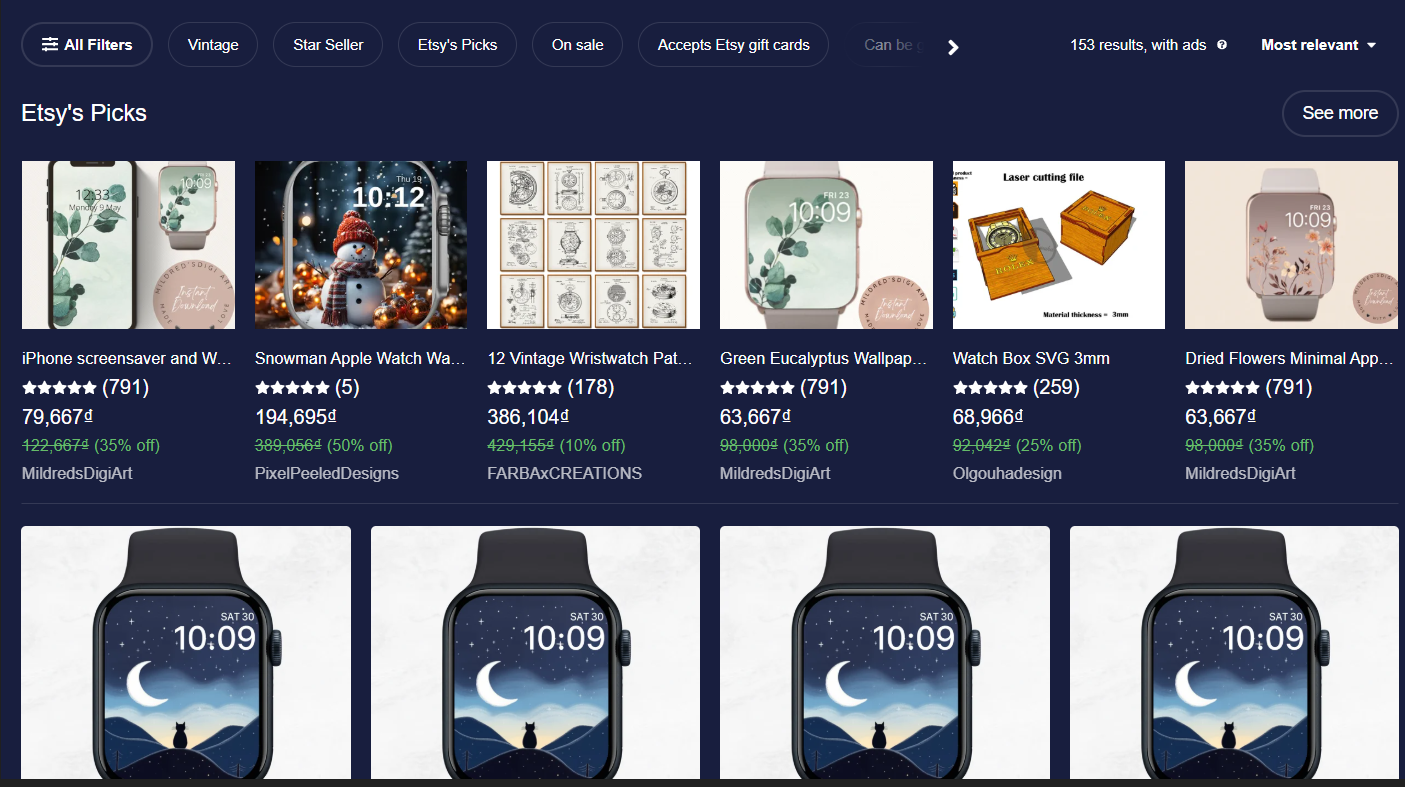 All Filters
Vintage
Star Seller
Etsy's Picks
On sale
Accepts Etsy gift cards
Can be g
153 results, with ads
Most relevant
Etsy's Picks
See more
12:33
Monday 9 May
10:09
MILDRED'SDIGI ART
Instant
Download
Thu 19
10:12
FRI 23
10:09
Instant
Download
Laser cutting file
ROLEX
Material thickness = 3mm
FRI 23
10:09
Instant
Download
iPhone screensaver and W...
Snowman Apple Watch Wa...
12 Vintage Wristwatch Pat...
Green Eucalyptus Wallpap...
Watch Box SVG 3mm
Dried Flowers Minimal App...
(791)
(5)
(178)
(791)
(259)
(791)
79,667₫
194,695₫
386,104₫
63,667₫
68,966₫
63,667₫
122,667₫ (35% off)
389,056₫ (50% off)
429,155₫ (10% off)
98,000₫ (35% off)
92,042₫ (25% off)
98,000₫ (35% off)
MildredsDigiArt
PixelPeeledDesigns
FARBAxCREATIONS
MildredsDigiArt
Olgouhadesign
MildredsDigiArt
SAT 30
10:09
SAT 30
10:09
SAT 30
10:09
SAT 30
10:09